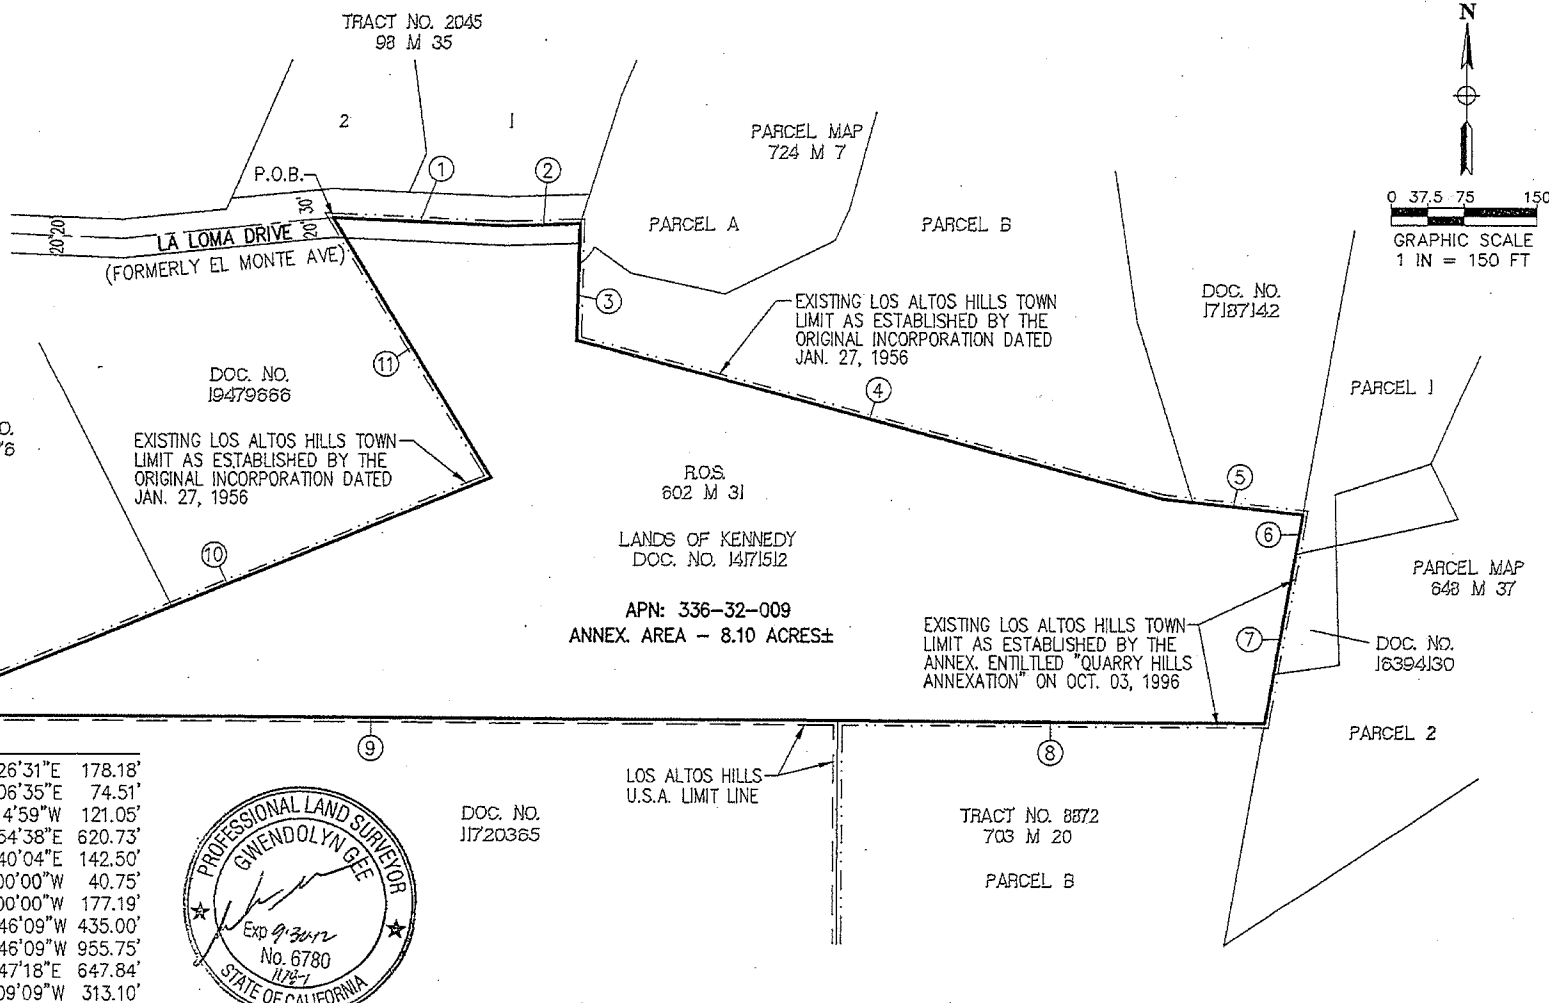 TRACT NO. 2045
98 M 35
N
2
1
PARCEL MAP
724 M 7
1
2
P.O.B.
0 37.5 75 150
GRAPHIC SCALE
1 IN = 150 FT
20' 20'
LA LOMA DRIVE
20' 30'
(FORMERLY EL MONTE AVE)
PARCEL A
PARCEL B
3
EXISTING LOS ALTOS HILLS TOWN
LIMIT AS ESTABLISHED BY THE
ORIGINAL INCORPORATION DATED
JAN. 27, 1956
DOC. NO.
17187142
11
DOC. NO.
19479666
4
PARCEL 1
EXISTING LOS ALTOS HILLS TOWN
LIMIT AS ESTABLISHED BY THE
ORIGINAL INCORPORATION DATED
JAN. 27, 1956
R.O.S.
602 M 31
5
6
LANDS OF KENNEDY
DOC. NO. 14171512
10
PARCEL MAP
648 M 37
APN: 336-32-009
ANNEX. AREA - 8.10 ACRES±
EXISTING LOS ALTOS HILLS TOWN
LIMIT AS ESTABLISHED BY THE
ANNEX. ENTILTLED "QUARRY HILLS
ANNEXATION" ON OCT. 03, 1996
7
DOC. NO.
16394130
PARCEL 2
9
8
LOS ALTOS HILLS
U.S.A. LIMIT LINE
DOC. NO.
11720365
TRACT NO. 8872
703 M 20
PARCEL B
26'31"E 178.18'
06'35"E 74.51'
4'59"W 121.05'
54'38"E 620.73'
40'04"E 142.50'
00'00"W 40.75'
00'00"W 177.19'
46'09"W 435.00'
46'09"W 955.75'
47'18"E 647.84'
09'09"W 313.10'
PROFESSIONAL LAND SURVEYOR
GWENDOLYN GEE
Exp 9-30-12
No. 6780
STATE OF CALIFORNIA